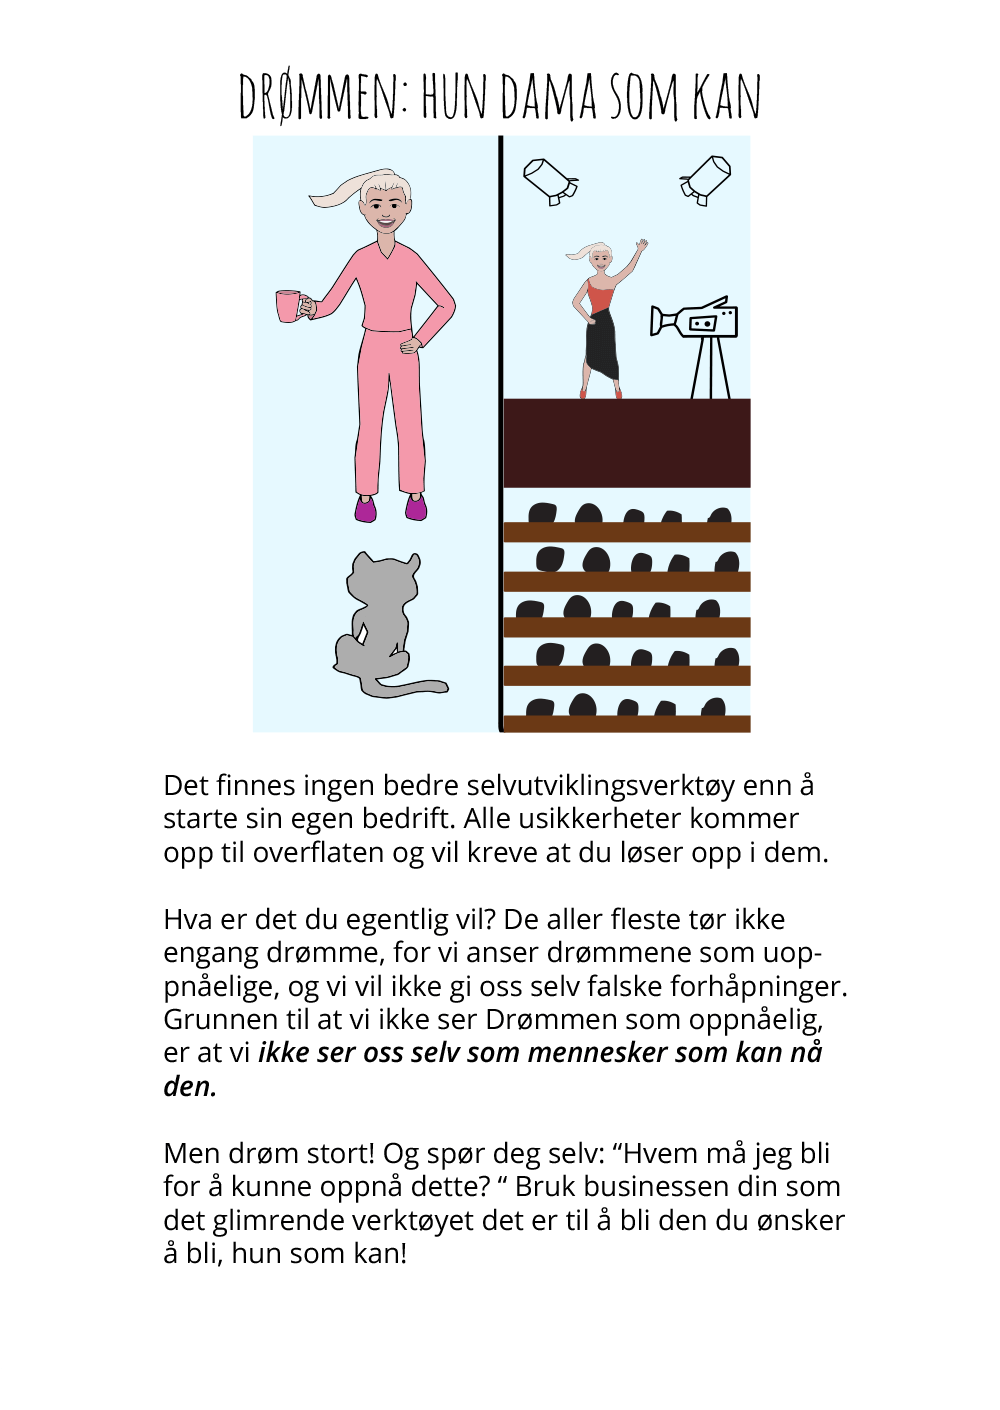 DRØMMEN: HUN DAMA SOM KAN
Det finnes ingen bedre selvutviklingsverktøy enn å
starte sin egen bedrift. Alle usikkerheter kommer
opp til overflaten og vil kreve at du løser opp i dem.
Hva er det du egentlig vil? De aller fleste tør ikke
engang drømme, for vi anser drømmene som uop-
pnåelige, og vi vil ikke gi oss selv falske forhåpninger.
Grunnen til at vi ikke ser Drømmen som oppnåelig,
er at vi ikke ser oss selv som mennesker som kan nå
den.
Men drøm stort! Og spør deg selv: “Hvem må jeg bli
for å kunne oppnå dette? “ Bruk businessen din som
det glimrende verktøyet det er til å bli den du ønsker
å bli, hun som kan!